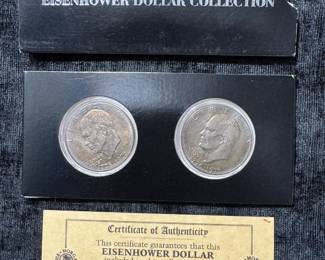 EISENHOWER DOLLAR COLLECTION
Certificate of Authenticity
This certificate guarantees that this
EISENHOWER DOLLAR